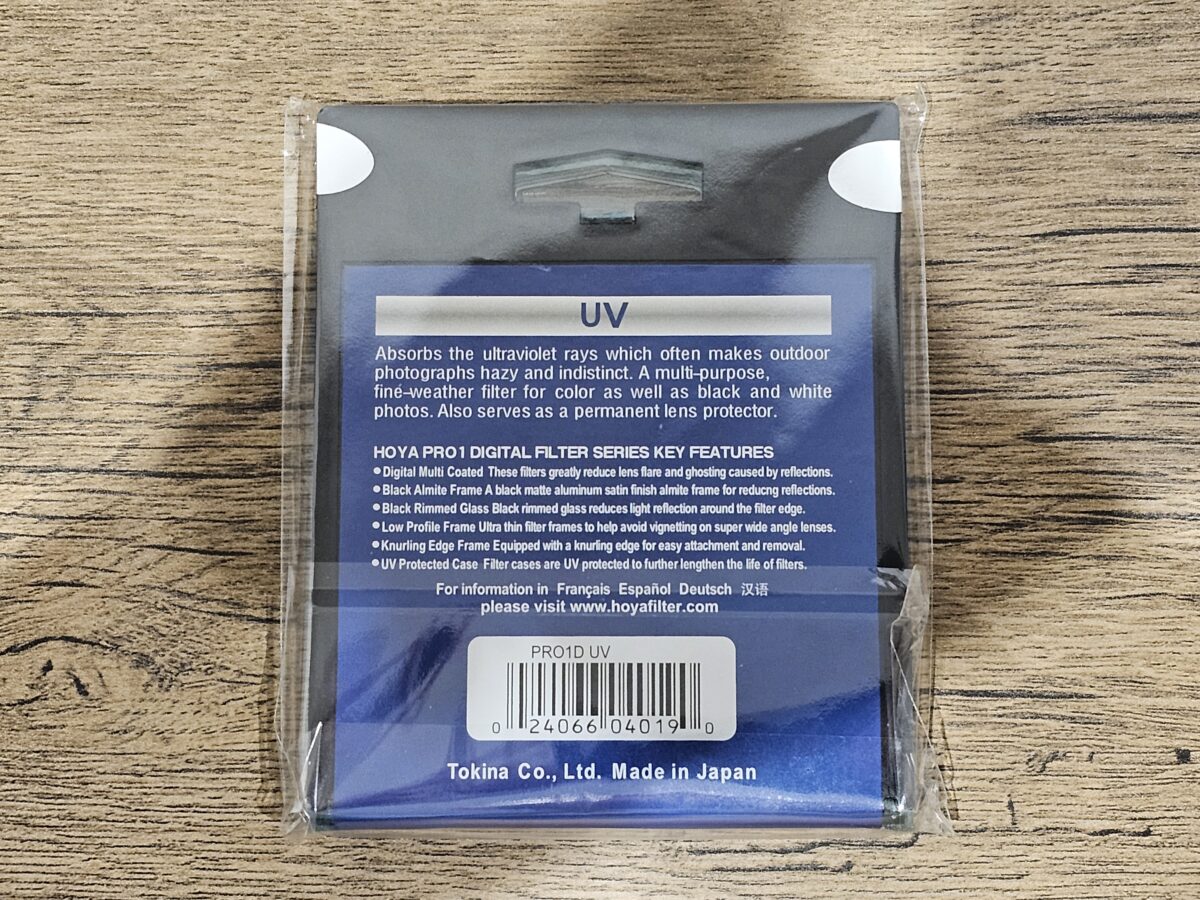 UV
Absorbs the ultraviolet rays which often makes outdoor
photographs hazy and indistinct. A multi-purpose,
fine-weather filter for color as well as black and white
photos. Also serves as a permanent lens protector.
HOYA PRO1 DIGITAL FILTER SERIES KEY FEATURES
•Digital Multi Coated These filters greatly reduce lens flare and ghosting caused by reflections.
•Black Almite Frame A black matte aluminum satin finish almite frame for reducng reflections.
•Black Rimmed Glass Black rimmed glass reduces light reflection around the filter edge.
•Low Profile Frame Ultra thin filter frames to help avoid vignetting on super wide angle lenses.
•Knurling Edge Frame Equipped with a knurling edge for easy attachment and removal.
•UV Protected Case Filter cases are UV protected to further lengthen the life of filters.
For information in Français Español Deutsch 汉语
please visit www.hoyafilter.com
PRO1D UV
0 24066 04019 0
Tokina Co., Ltd. Made in Japan